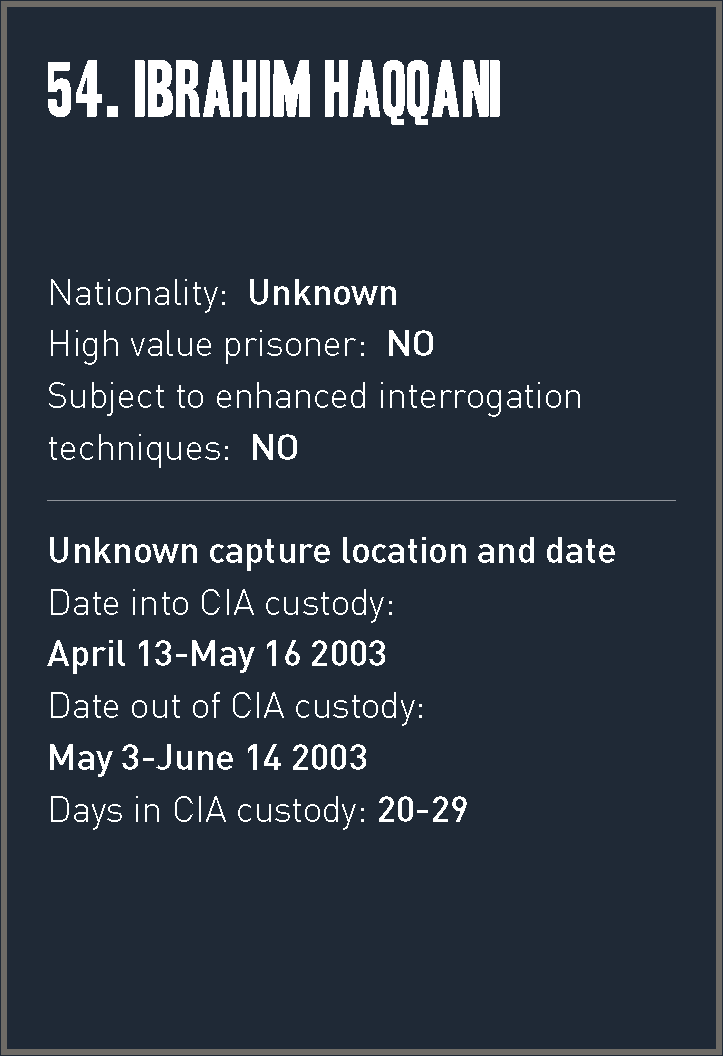 54. IBRAHIM HAQQANI
Nationality: Unknown
High value prisoner: NO
Subject to enhanced interrogation
techniques: NO
Unknown capture location and date
Date into CIA custody:
April 13-May 16 2003
Date out of CIA custody:
May 3-June 14 2003
Days in CIA custody: 20-29